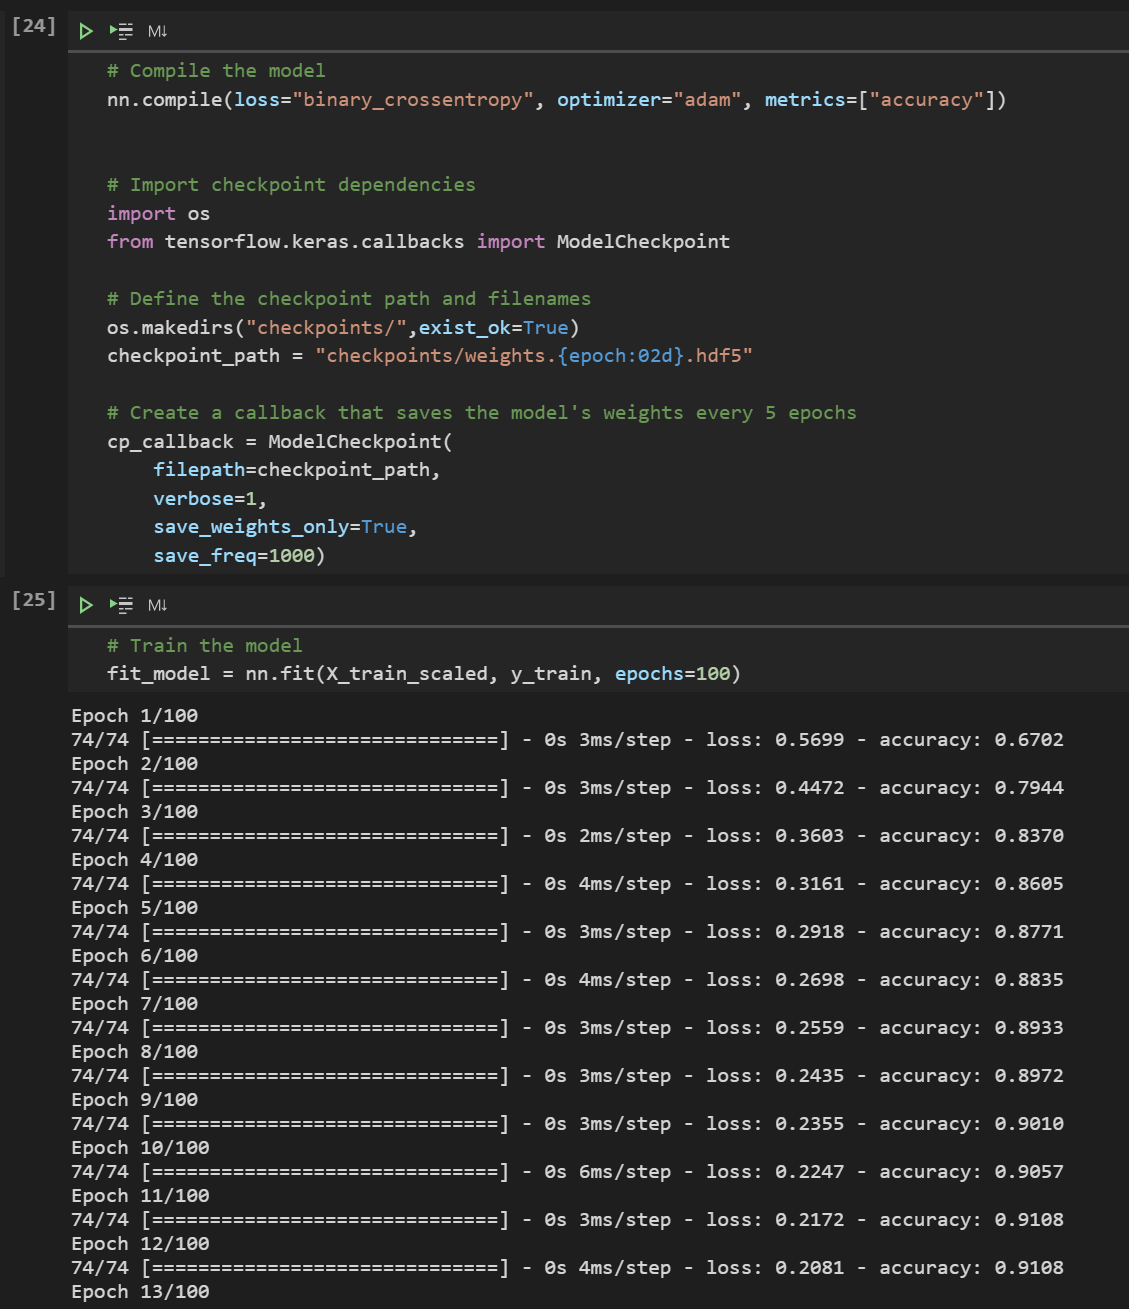 [24]
M↓
# Compile the model
nn.compile(loss="binary_crossentropy", optimizer="adam", metrics=["accuracy"])
# Import checkpoint dependencies
import os
from tensorflow.keras.callbacks import ModelCheckpoint
# Define the checkpoint path and filenames
os.makedirs("checkpoints/",exist_ok=True)
checkpoint_path = "checkpoints/weights.{epoch:02d}.hdf5"
# Create a callback that saves the model's weights every 5 epochs
cp_callback = ModelCheckpoint(
    filepath=checkpoint_path,
    verbose=1,
    save_weights_only=True,
    save_freq=1000)
[25]
M↓
# Train the model
fit_model = nn.fit(X_train_scaled, y_train, epochs=100)
Epoch 1/100
74/74 [==============================] - 0s 3ms/step - loss: 0.5699 - accuracy: 0.6702
Epoch 2/100
74/74 [==============================] - 0s 3ms/step - loss: 0.4472 - accuracy: 0.7944
Epoch 3/100
74/74 [==============================] - 0s 2ms/step - loss: 0.3603 - accuracy: 0.8370
Epoch 4/100
74/74 [==============================] - 0s 4ms/step - loss: 0.3161 - accuracy: 0.8605
Epoch 5/100
74/74 [==============================] - 0s 3ms/step - loss: 0.2918 - accuracy: 0.8771
Epoch 6/100
74/74 [==============================] - 0s 4ms/step - loss: 0.2698 - accuracy: 0.8835
Epoch 7/100
74/74 [==============================] - 0s 3ms/step - loss: 0.2559 - accuracy: 0.8933
Epoch 8/100
74/74 [==============================] - 0s 3ms/step - loss: 0.2435 - accuracy: 0.8972
Epoch 9/100
74/74 [==============================] - 0s 3ms/step - loss: 0.2355 - accuracy: 0.9010
Epoch 10/100
74/74 [==============================] - 0s 6ms/step - loss: 0.2247 - accuracy: 0.9057
Epoch 11/100
74/74 [==============================] - 0s 3ms/step - loss: 0.2172 - accuracy: 0.9108
Epoch 12/100
74/74 [==============================] - 0s 4ms/step - loss: 0.2081 - accuracy: 0.9108
Epoch 13/100